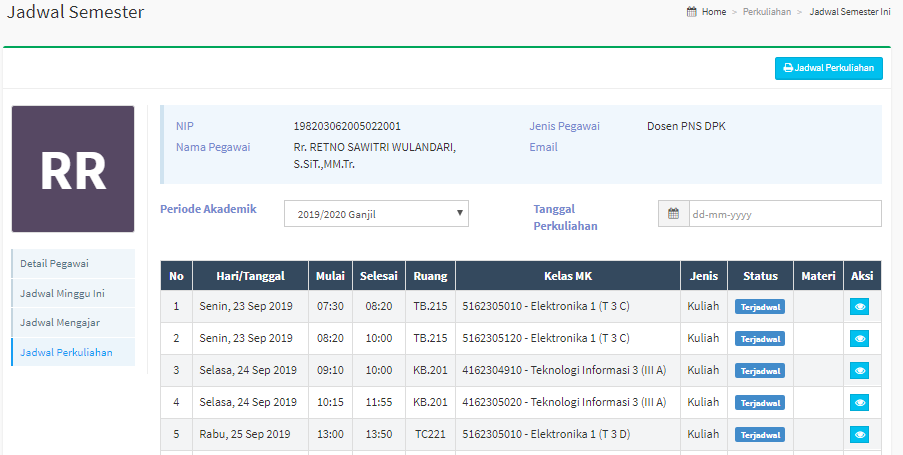 Jadwal Semester
Home > Perkuliahan > Jadwal Semester Ini
Jadwal Perkuliahan
RR
NIP 198203062005022001 Jenis Pegawai Dosen PNS DPK
Nama Pegawai Rr. RETNO SAWITRI WULANDARI, Email
S.SiT.,MM.Tr.
Periode Akademik 2019/2020 Ganjil Tanggal dd-mm-yyyy
Perkuliahan
Detail Pegawai
Jadwal Minggu Ini
Jadwal Mengajar
Jadwal Perkuliahan
No Hari/Tanggal Mulai Selesai Ruang Kelas MK Jenis Status Materi Aksi
1 Senin, 23 Sep 2019 07:30 08:20 TB.215 5162305010 - Elektronika 1 (T 3 C) Kuliah Terjadwal
2 Senin, 23 Sep 2019 08:20 10:00 TB.215 5162305120 - Elektronika 1 (T 3 C) Kuliah Terjadwal
3 Selasa, 24 Sep 2019 09:10 10:00 KB.201 4162304910 - Teknologi Informasi 3 (III A) Kuliah Terjadwal
4 Selasa, 24 Sep 2019 10:15 11:55 KB.201 4162305020 - Teknologi Informasi 3 (III A) Kuliah Terjadwal
5 Rabu, 25 Sep 2019 13:00 13:50 TC221 5162305010 - Elektronika 1 (T 3 D) Kuliah Terjadwal